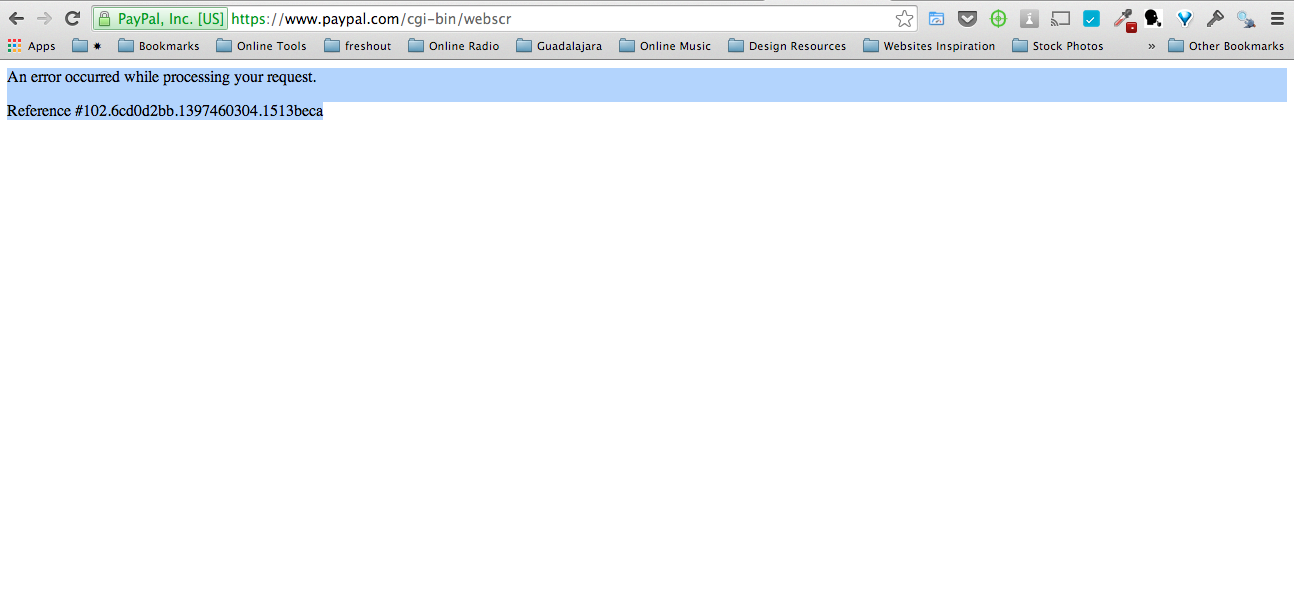 PayPal, Inc. [US] https://www.paypal.com/cgi-bin/webscr
Apps * Bookmarks Online Tools freshout Online Radio Guadalajara Online Music Design Resources Websites Inspiration Stock Photos » Other Bookmarks
An error occurred while processing your request.
Reference #102.6cd0d2bb.1397460304.1513beca